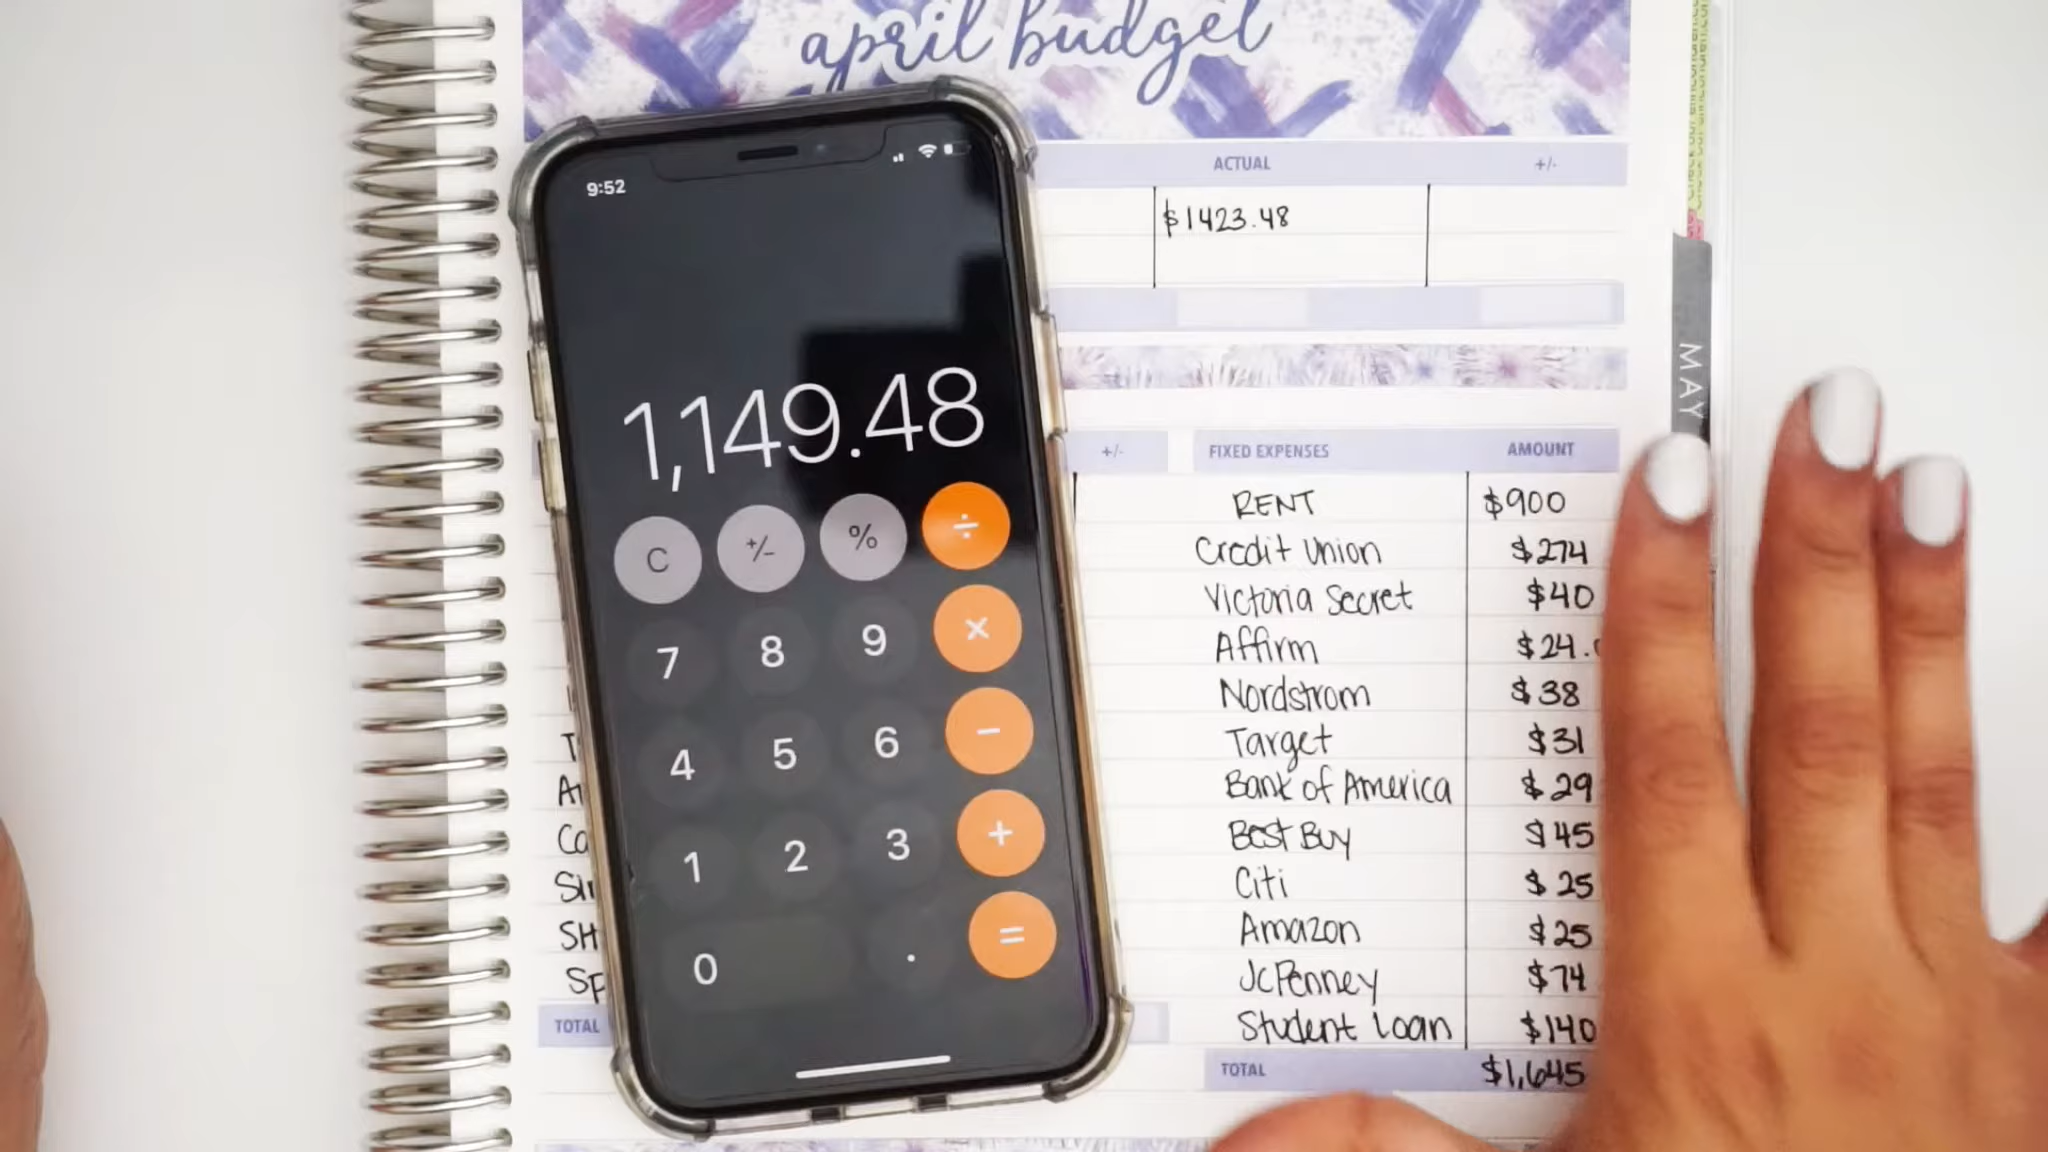 april budget
ACTUAL +/-
$1423.48
9:52
1,149.48
C +/- % ÷
7 8 9 ×
4 5 6 −
1 2 3 +
0 . =
+/-
FIXED EXPENSES AMOUNT
RENT $900
Credit Union $274
Victoria Secret $40
Affirm $24.
Nordstrom $38
Target $31
Bank of America $29
Best Buy $45
Citi $25
Amazon $25
JcPenney $74
Student Loan $140
TOTAL $1,645
TOTAL
MAY